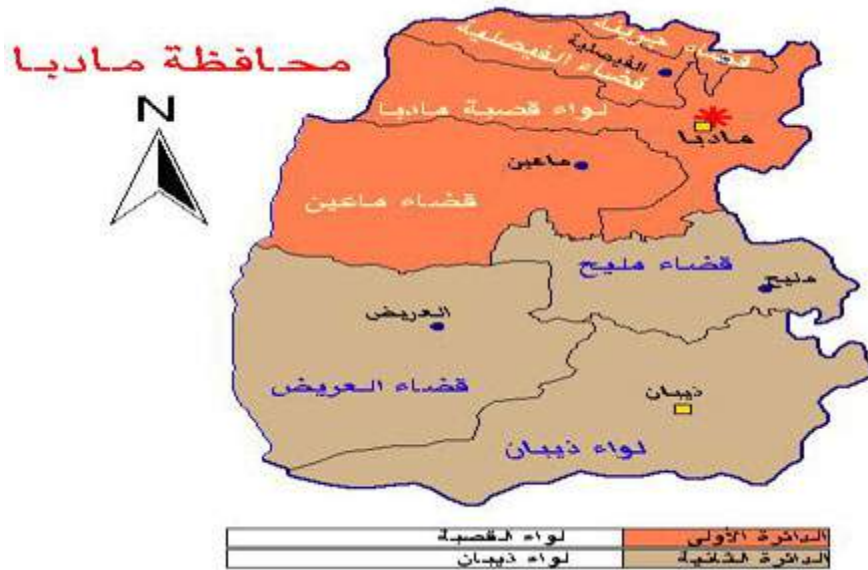 محافظة مادبا
N
قضاء جرينة
قضاء الفيصلية
الفيصلية
لواء قصبة مادبا
مادبا
ماعين
قضاء ماعين
قضاء مليح
مليح
العريض
قضاء العريض
ذيبان
لواء ذيبان
الدائرة الأولى لواء القصبة
الدائرة الثانية لواء ذيبان